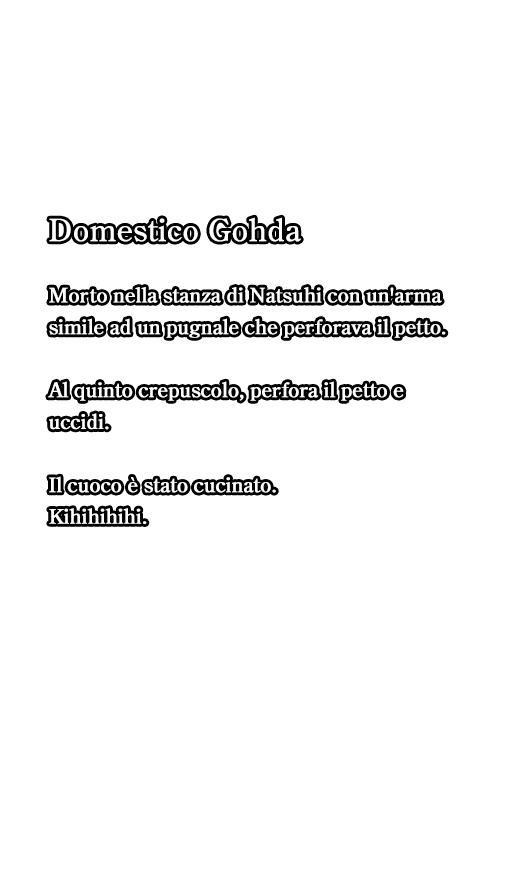 Domestico Gohda
Morto nella stanza di Natsuhi con un'arma
simile ad un pugnale che perforava il petto.
Al quinto crepuscolo, perfora il petto e
uccidi.
Il cuoco è stato cucinato.
Kihihihihi.